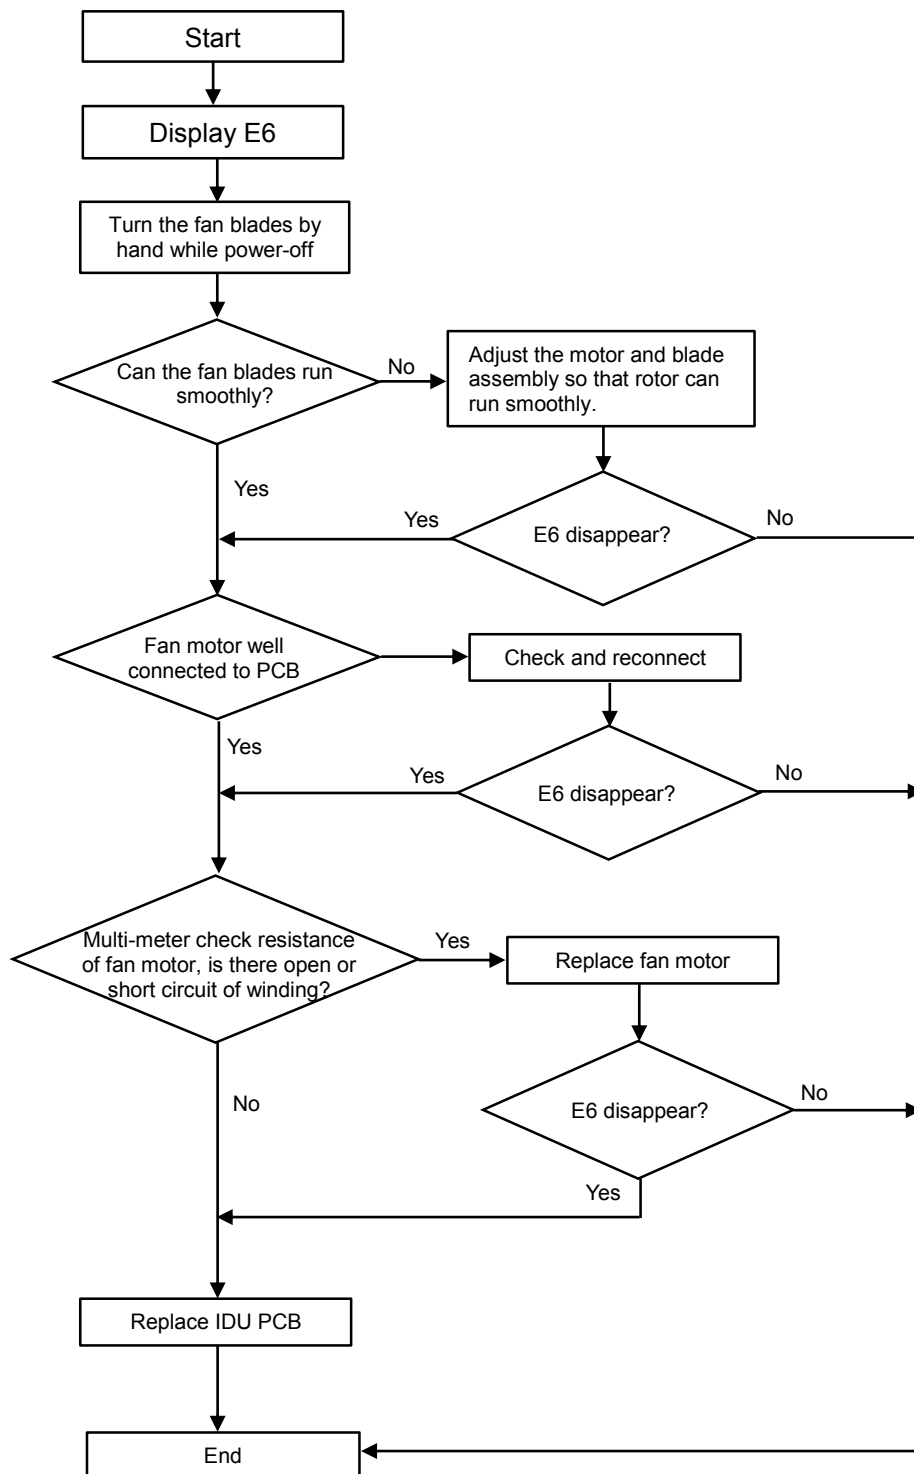 Start
Display E6
Turn the fan blades by
hand while power-off
Can the fan blades run
smoothly?
No
Adjust the motor and blade
assembly so that rotor can
run smoothly.
Yes
Yes
E6 disappear?
No
Fan motor well
connected to PCB
Check and reconnect
Yes
Yes
E6 disappear?
No
Multi-meter check resistance
of fan motor, is there open or
short circuit of winding?
Yes
Replace fan motor
No
E6 disappear?
No
Yes
Replace IDU PCB
End